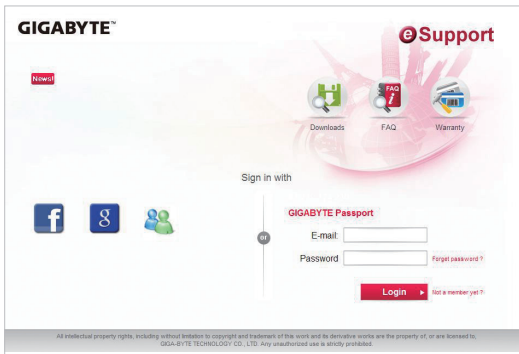 GIGABYTE™
eSupport
News!
FAQ
Downloads
FAQ
Warranty
Sign in with
f
g
or
GIGABYTE Passport
E-mail:
Password
Forget password ?
Login
Not a member yet ?
All intellectual property rights, including without limitation to copyright and trademark of this work and its derivative works are the property of, or are licensed to,
GIGA-BYTE TECHNOLOGY CO., LTD. Any unauthorized use is strictly prohibited.